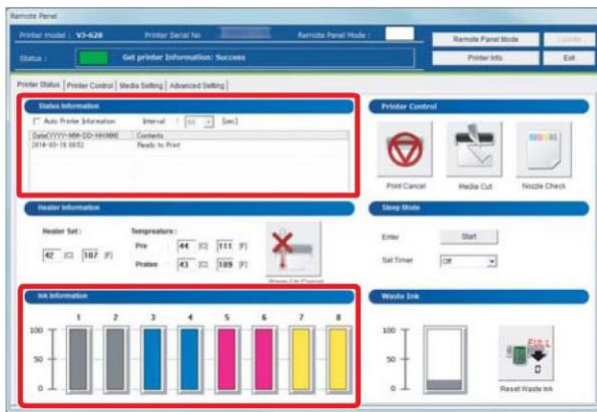 Remote Panel
Printer model : VJ-628 Printer Serial No Remote Panel Mode : Remote Panel Mode
Status : Get printer Information: Success Printer Info. Exit
Printer Status Printer Control Media Setting Advanced Setting
Status Information Printer Control
Auto Printer Information Interval : [sec]
Date(YYYY-MM-DD-HH:MM) Contents
Ready to Print
Print Cancel Media Cut Nozzle Check
Heater Information Sleep Mode
Heater Set : Tempreature : Enter Start
42 [C] 107 [F] Pre : 44 [C] 111 [F]
Platen : 43 [C] 109 [F] Set Timer Off
Ink Information Waste Ink
1 2 3 4 5 6 7 8
100 100
50 50 FULL
0 0 0
Reset Waste Ink